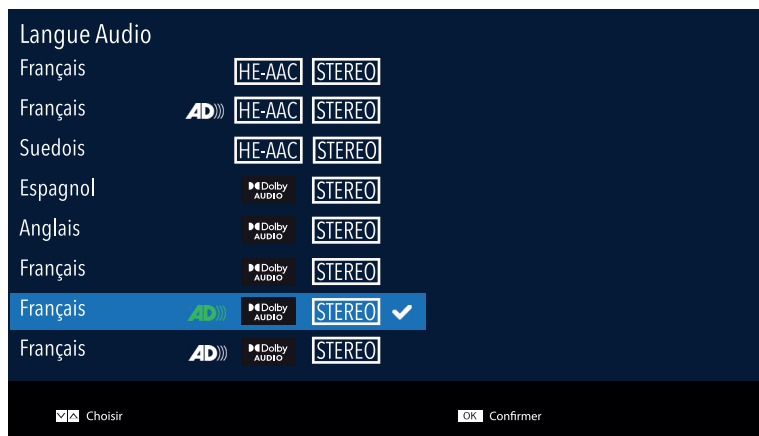 Langue Audio
Français HE-AAC STEREO
Français AD))) HE-AAC STEREO
Suedois HE-AAC STEREO
Espagnol Dolby AUDIO STEREO
Anglais Dolby AUDIO STEREO
Français Dolby AUDIO STEREO
Français AD))) Dolby AUDIO STEREO
Français AD))) Dolby AUDIO STEREO
Choisir OK Confirmer